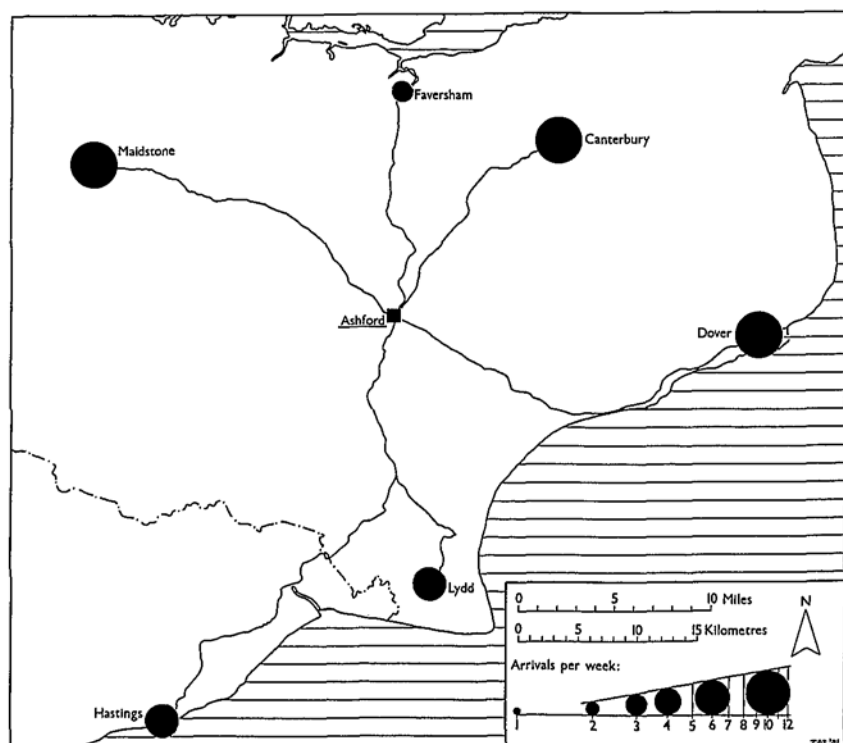 Faversham
Maidstone
Canterbury
Ashford
Dover
Lydd
0 5 10 Miles
N
0 5 10 15 Kilometres
Arrivals per week:
1 2 3 4 5 6 7 8 9 10 12
Hastings